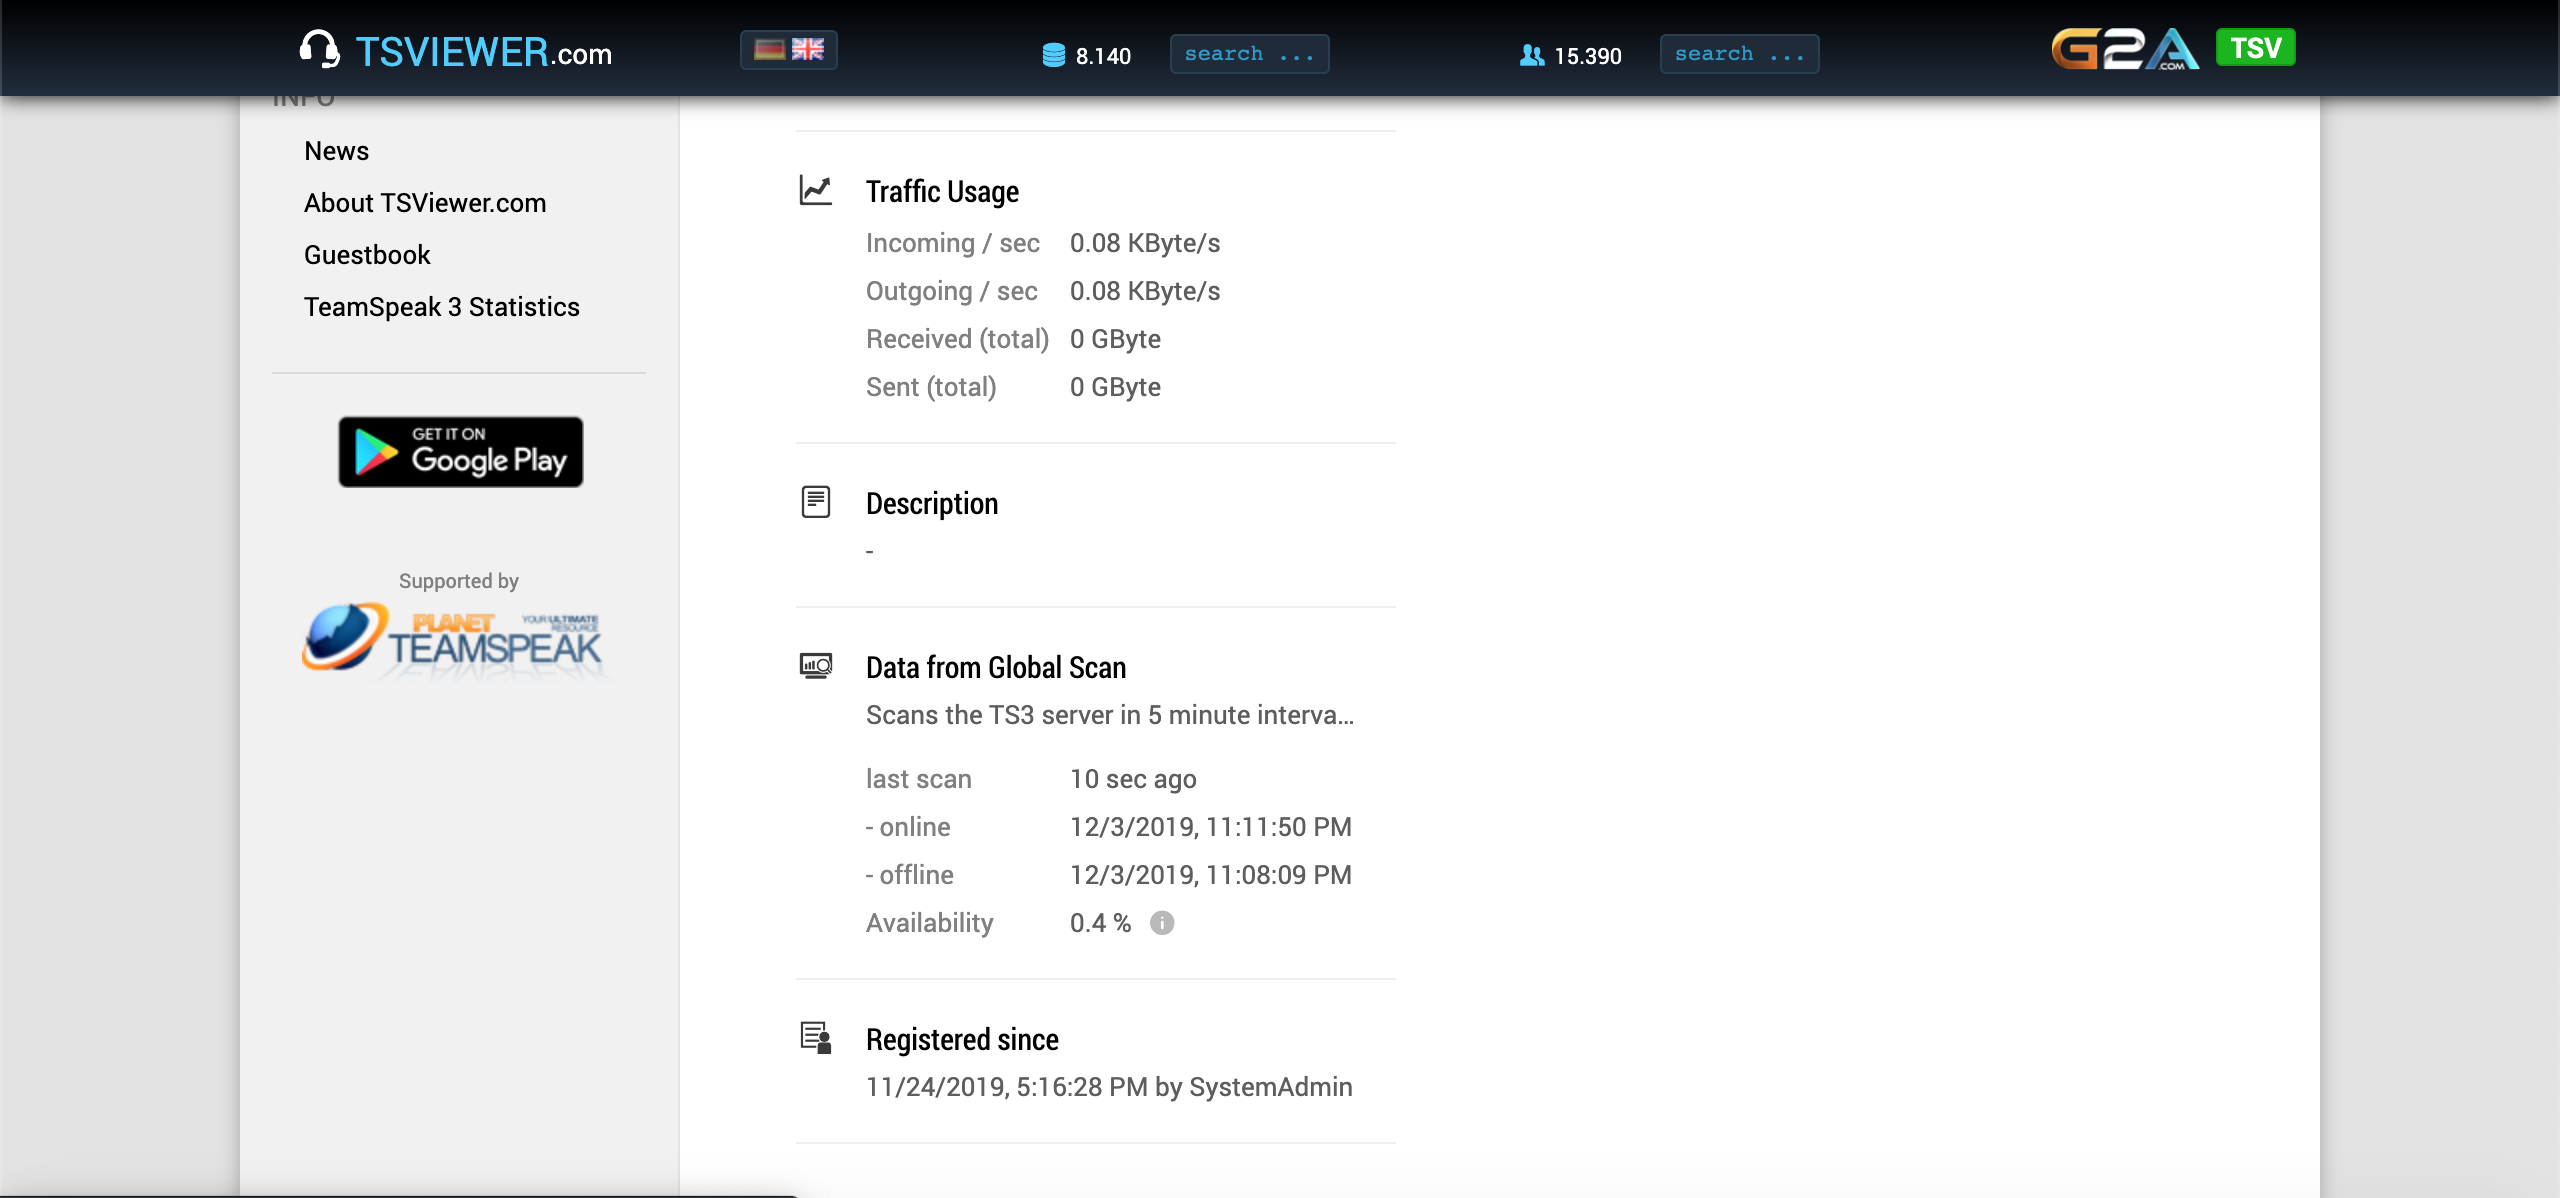 TSVIEWER.com
8.140
search ...
15.390
search ...
G2A.COM
TSV
INFO
News
About TSViewer.com
Guestbook
TeamSpeak 3 Statistics
GET IT ON
Google Play
Supported by
PLANET
YOUR ULTIMATE
RESOURCE
TEAMSPEAK
Traffic Usage
Incoming / sec 0.08 KByte/s
Outgoing / sec 0.08 KByte/s
Received (total) 0 GByte
Sent (total) 0 GByte
Description
-
Data from Global Scan
Scans the TS3 server in 5 minute interva...
last scan 10 sec ago
- online 12/3/2019, 11:11:50 PM
- offline 12/3/2019, 11:08:09 PM
Availability 0.4 %
Registered since
11/24/2019, 5:16:28 PM by SystemAdmin